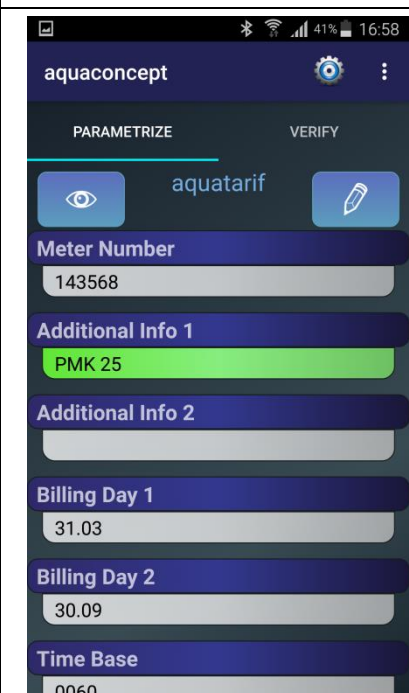 41% 16:58
aquaconcept
PARAMETRIZE VERIFY
aquatarif
Meter Number
143568
Additional Info 1
PMK 25
Additional Info 2
Billing Day 1
31.03
Billing Day 2
30.09
Time Base
0060